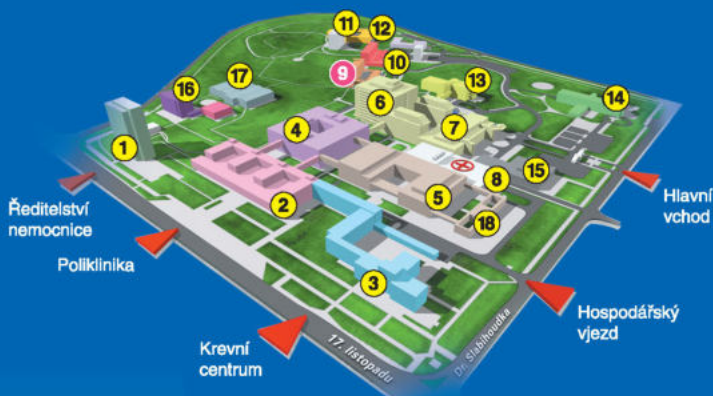 11
12
10
9
16
17
13
6
14
1
4
7
15
8
2
5
18
3
Ředitelství
nemocnice
Poliklinika
Krevní
centrum
17. listopadu
Dr. Slabihoudka
Hospodářský
vjezd
Hlavní
vchod